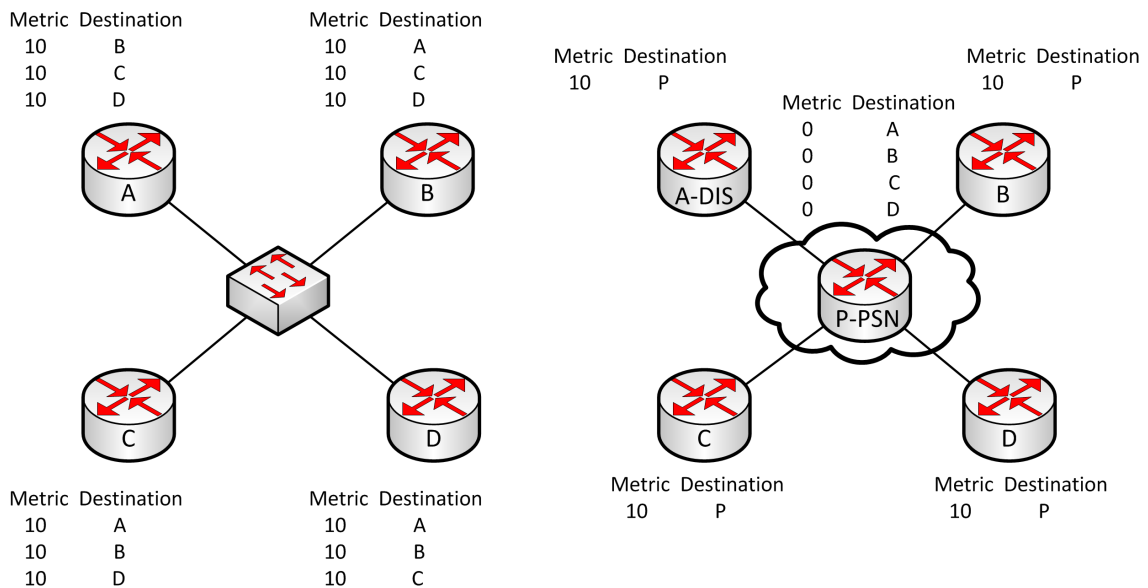 Metric Destination
10 B
10 C
10 D
A
Metric Destination
10 A
10 C
10 D
B
C
Metric Destination
10 A
10 B
10 D
D
Metric Destination
10 A
10 B
10 C
Metric Destination
10 P
A-DIS
Metric Destination
0 A
0 B
0 C
0 D
Metric Destination
10 P
B
P-PSN
C
Metric Destination
10 P
D
Metric Destination
10 P